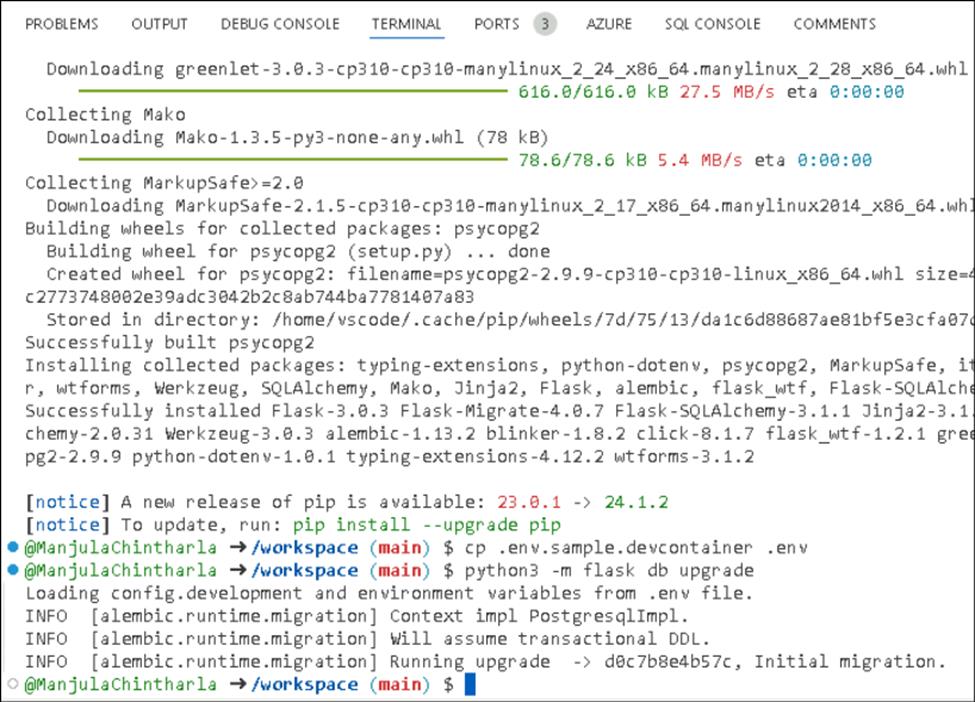 PROBLEMS OUTPUT DEBUG CONSOLE TERMINAL PORTS 3 AZURE SQL CONSOLE COMMENTS
Downloading greenlet-3.0.3-cp310-cp310-manylinux_2_24_x86_64.manylinux_2_28_x86_64.whl
616.0/616.0 kB 27.5 MB/s eta 0:00:00
Collecting Mako
Downloading Mako-1.3.5-py3-none-any.whl (78 kB)
78.6/78.6 kB 5.4 MB/s eta 0:00:00
Collecting MarkupSafe>=2.0
Downloading MarkupSafe-2.1.5-cp310-cp310-manylinux_2_17_x86_64.manylinux2014_x86_64.whl
Building wheels for collected packages: psycopg2
Building wheel for psycopg2 (setup.py) ... done
Created wheel for psycopg2: filename=psycopg2-2.9.9-cp310-cp310-linux_x86_64.whl size=4
c2773748002e39adc3042b2c8ab744ba7781407a83
Stored in directory: /home/vscode/.cache/pip/wheels/7d/75/13/da1c6d88687ae81bf5e3cfa07c
Successfully built psycopg2
Installing collected packages: typing-extensions, python-dotenv, psycopg2, MarkupSafe, it
r, wtforms, Werkzeug, SQLAlchemy, Mako, Jinja2, Flask, alembic, flask_wtf, Flask-SQLAlche
Successfully installed Flask-3.0.3 Flask-Migrate-4.0.7 Flask-SQLAlchemy-3.1.1 Jinja2-3.1.
chemy-2.0.31 Werkzeug-3.0.3 alembic-1.13.2 blinker-1.8.2 click-8.1.7 flask_wtf-1.2.1 gree
pg2-2.9.9 python-dotenv-1.0.1 typing-extensions-4.12.2 wtforms-3.1.2
[notice] A new release of pip is available: 23.0.1 -> 24.1.2
[notice] To update, run: pip install --upgrade pip
@ManjulaChintharla ➜ /workspace (main) $ cp .env.sample.devcontainer .env
@ManjulaChintharla ➜ /workspace (main) $ python3 -m flask db upgrade
Loading config.development and environment variables from .env file.
INFO [alembic.runtime.migration] Context impl PostgresqlImpl.
INFO [alembic.runtime.migration] Will assume transactional DDL.
INFO [alembic.runtime.migration] Running upgrade -> d0c7b8e4b57c, Initial migration.
@ManjulaChintharla ➜ /workspace (main) $